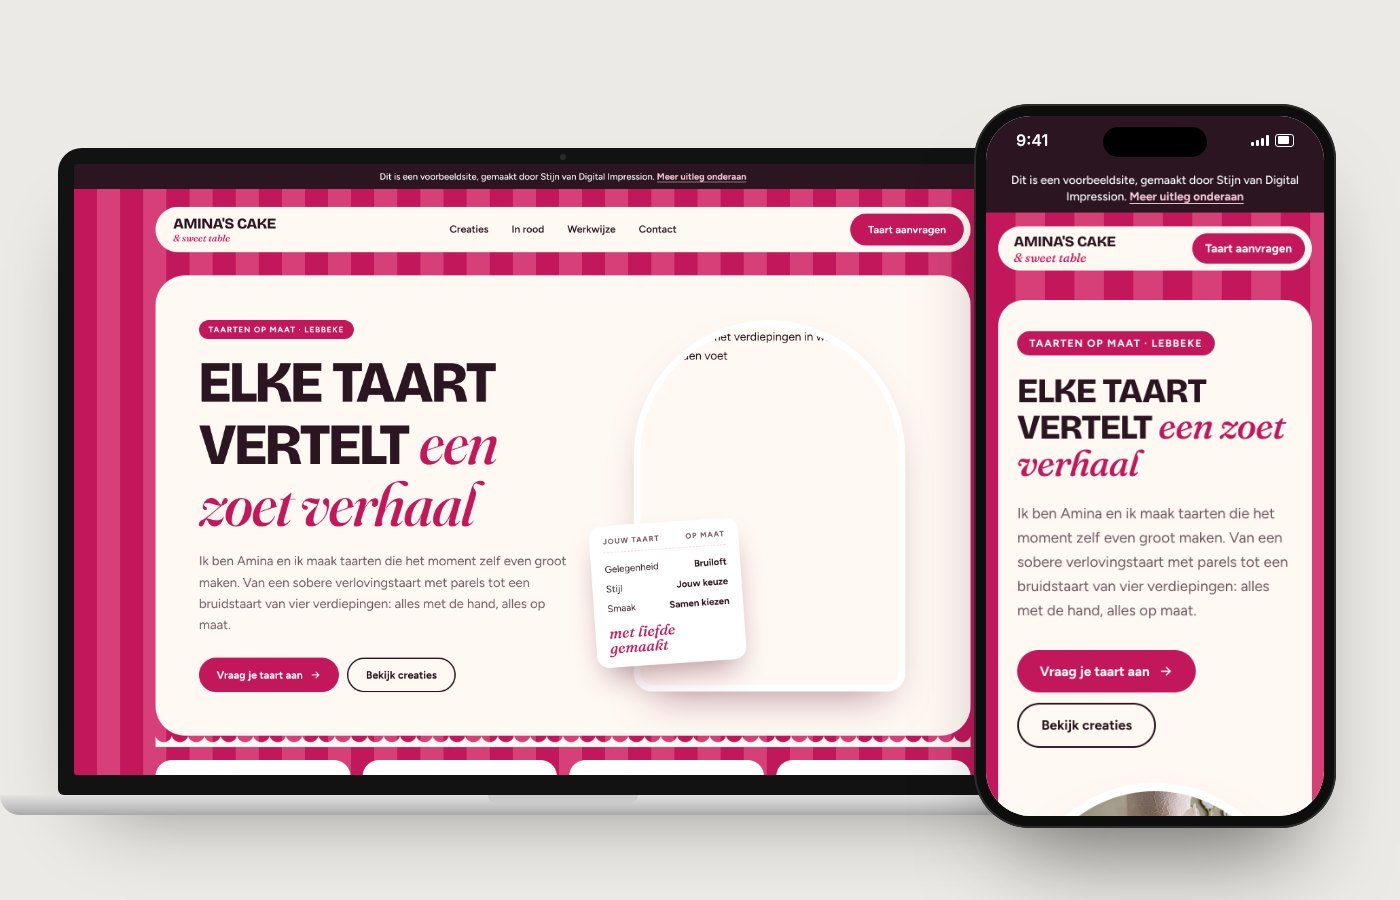 Dit is een voorbeeldsite, gemaakt door Stijn van Digital Impression. Meer uitleg onderaan
AMINA'S CAKE
& sweet table
Creaties
In rood
Werkwijze
Contact
Taart aanvragen
TAARTEN OP MAAT · LEBBEKE
ELKE TAART
VERTELT een
zoet verhaal
Ik ben Amina en ik maak taarten die het moment zelf even groot
maken. Van een sobere verlovingstaart met parels tot een
bruidstaart van vier verdiepingen: alles met de hand, alles op
maat.
Vraag je taart aan →
Bekijk creaties
verdiepingen in
voet
JOUW TAART OP MAAT
Gelegenheid Bruiloft
Stijl Jouw keuze
Smaak Samen kiezen
met liefde
gemaakt
9:41
Dit is een voorbeeldsite, gemaakt door Stijn van Digital
Impression. Meer uitleg onderaan
AMINA'S CAKE
& sweet table
Taart aanvragen
TAARTEN OP MAAT · LEBBEKE
ELKE TAART
VERTELT een zoet
verhaal
Ik ben Amina en ik maak taarten die het
moment zelf even groot maken. Van een
sobere verlovingstaart met parels tot een
bruidstaart van vier verdiepingen: alles
met de hand, alles op maat.
Vraag je taart aan →
Bekijk creaties